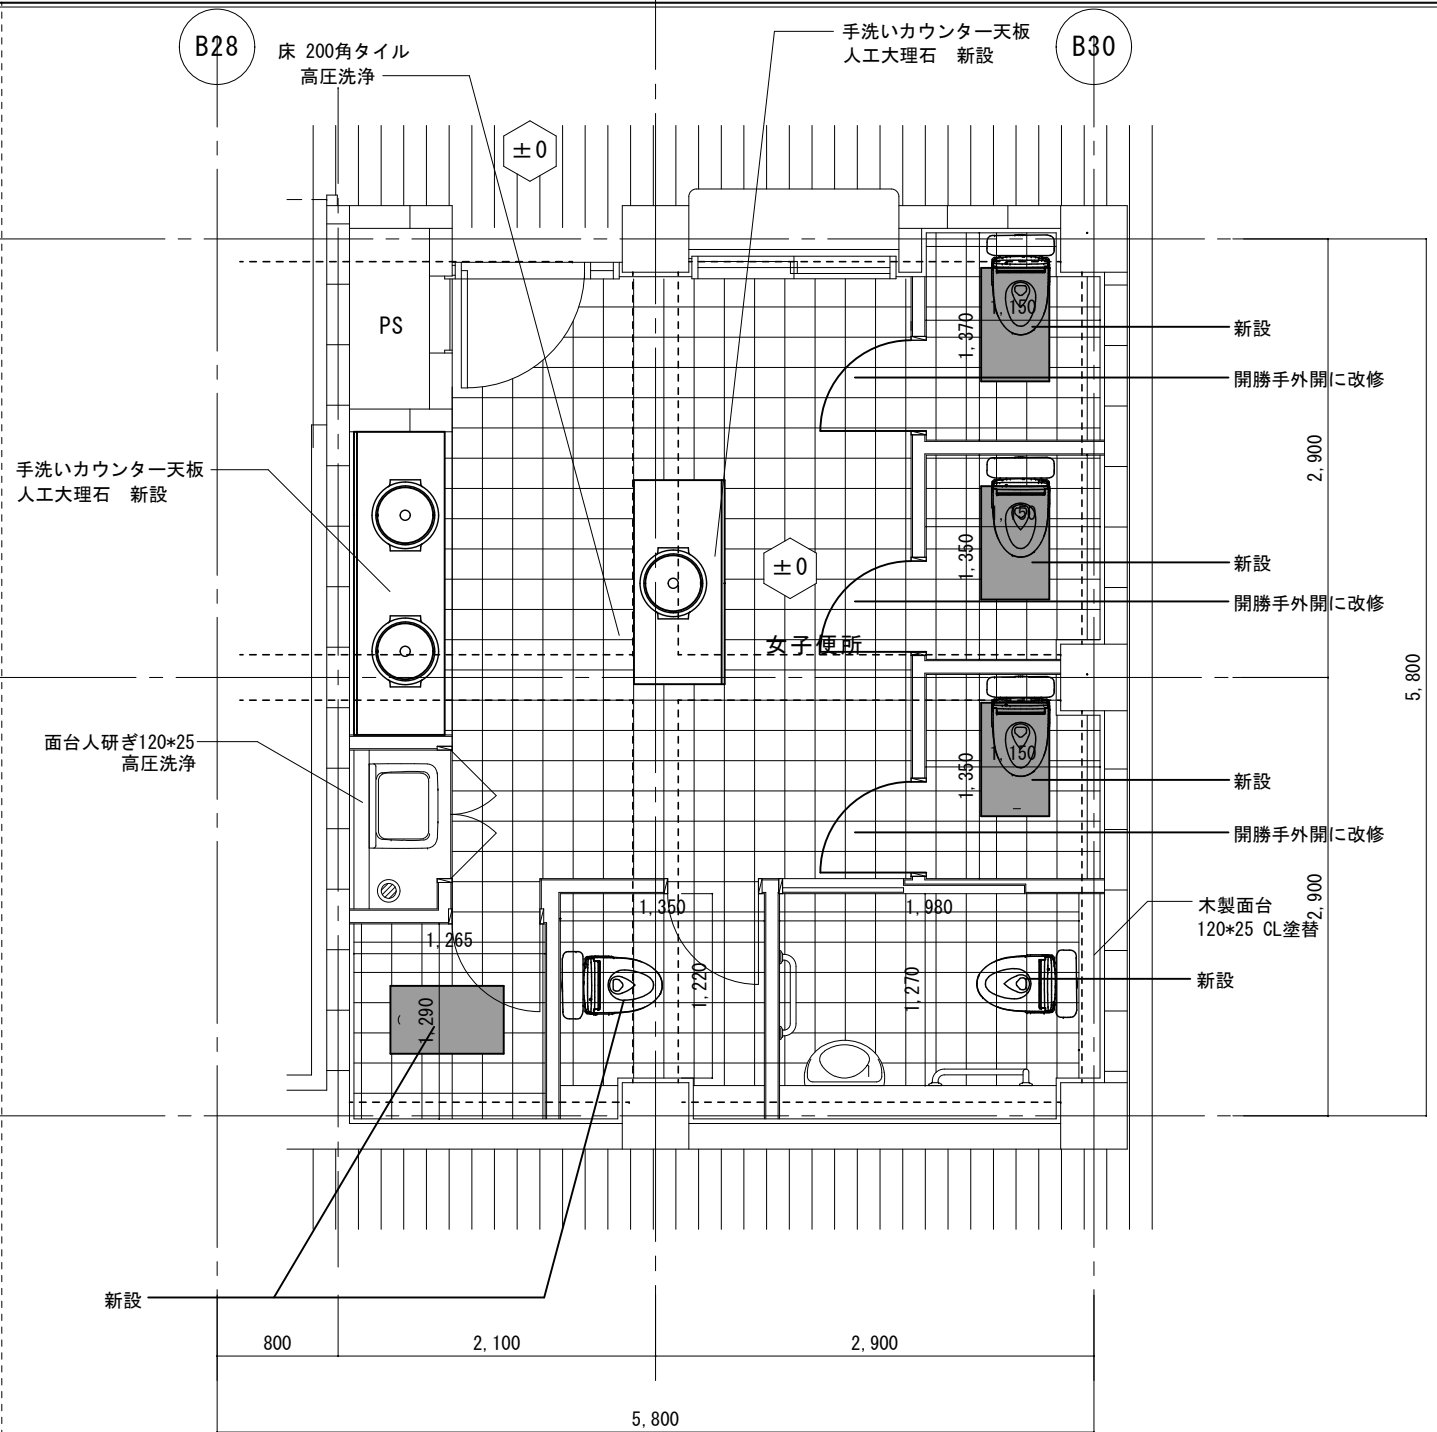 B28
床 200角タイル
高圧洗浄
手洗いカウンター天板
人工大理石 新設
B30
±0
PS
1,150
1,370
新設
開勝手外開に改修
2,900
手洗いカウンター天板
人工大理石 新設
1,350
±0
新設
開勝手外開に改修
女子便所
5,800
面台人研ぎ120*25
高圧洗浄
1,150
1,350
新設
開勝手外開に改修
1,350
1,980
2,900
木製面台
120*25 CL塗替
1,265
1,220
1,270
新設
1,290
新設
800
2,100
2,900
5,800